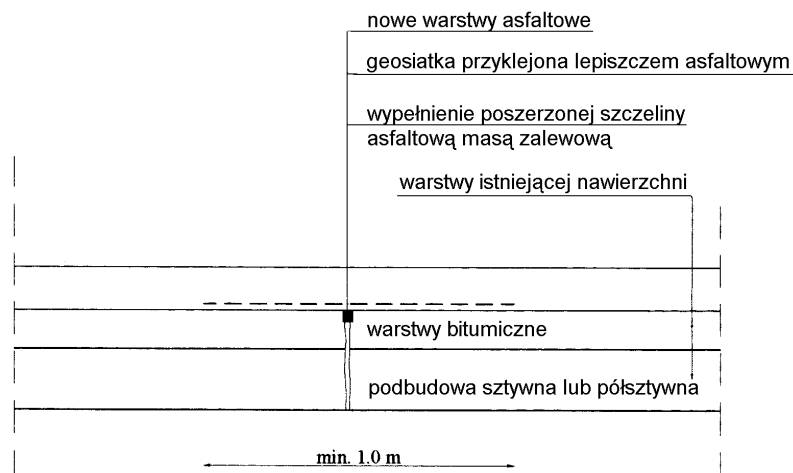 nowe warstwy asfaltowe
geosiatka przyklejona lepiszczem asfaltowym
wypełnienie poszerzonej szczeliny
asfaltową masą zalewową
warstwy istniejącej nawierzchni
warstwy bitumiczne
podbudowa sztywna lub półsztywna
min. 1.0 m